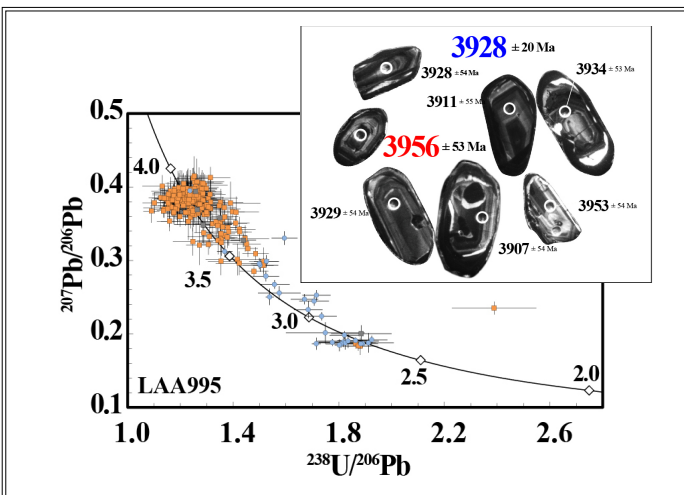 3928 ± 20 Ma
3928 ± 54 Ma
3934 ± 53 Ma
3911 ± 55 Ma
3956 ± 53 Ma
3929 ± 54 Ma
3953 ± 54 Ma
3907 ± 54 Ma
0.5
0.4
0.3
0.2
0.1
207Pb/206Pb
4.0
3.5
3.0
2.5
2.0
LAA995
1.0
1.4
1.8
2.2
2.6
238U/206Pb